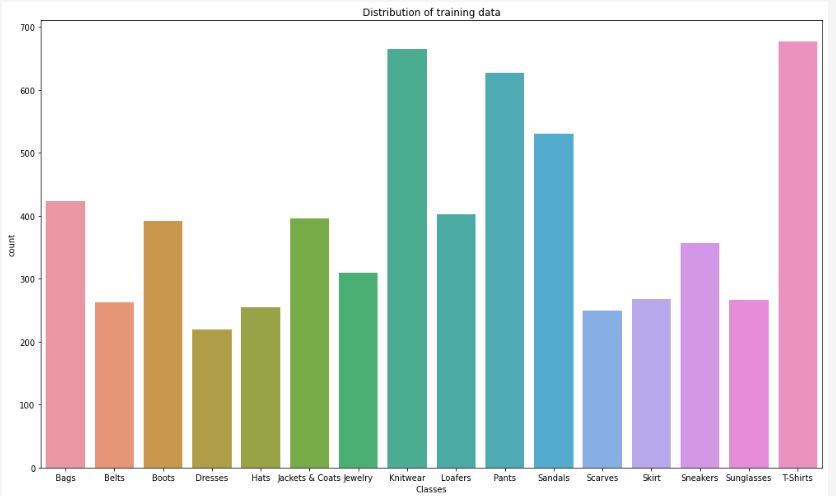 Distribution of training data
700
600
500
400
300
200
100
0
count
Bags Belts Boots Dresses Hats Jackets & Coats Jewelry Knitwear Loafers Pants Sandals Scarves Skirt Sneakers Sunglasses T-Shirts
Classes